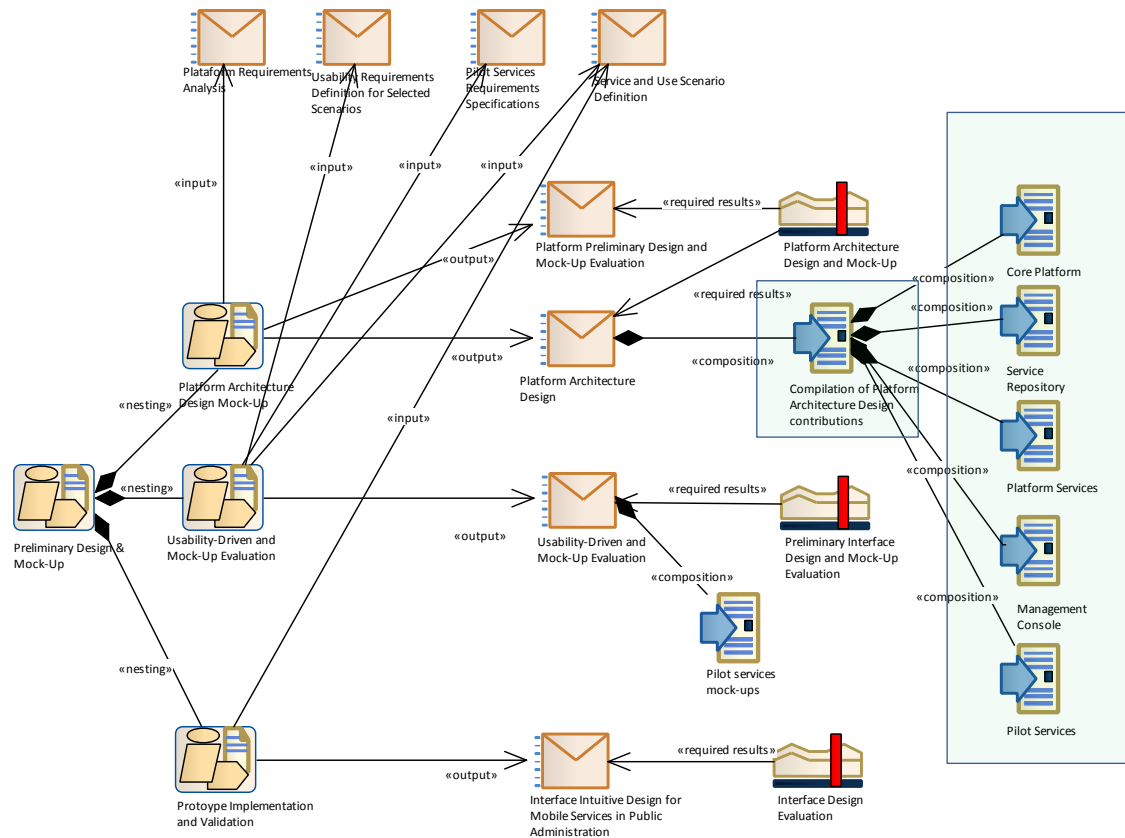 Plataform Requirements
Analysis
Usability Requirements
Definition for Selected
Scenarios
Pilot Services
Requirements
Specifications
Service and Use Scenario
Definition
«input»
«input»
«input»
«input»
«required results»
Platform Preliminary Design and
Mock-Up Evaluation
Platform Architecture
Design and Mock-Up
Core Platform
«output»
«composition»
«required results»
«composition»
Platform Architecture
Design Mock-Up
«output»
Platform Architecture
Design
«composition»
Compilation of Platform
Architecture Design
contributions
«composition»
Service
Repository
«nesting»
«input»
«composition»
Platform Services
«nesting»
«required results»
Preliminary Design &
Mock-Up
Usability-Driven and
Mock-Up Evaluation
«output»
Usability-Driven and
Mock-Up Evaluation
Preliminary Interface
Design and Mock-Up
Evaluation
«composition»
«composition»
Management
Console
«nesting»
Pilot services
mock-ups
Pilot Services
«required results»
«output»
Protoype Implementation
and Validation
Interface Intuitive Design for
Mobile Services in Public
Administration
Interface Design
Evaluation